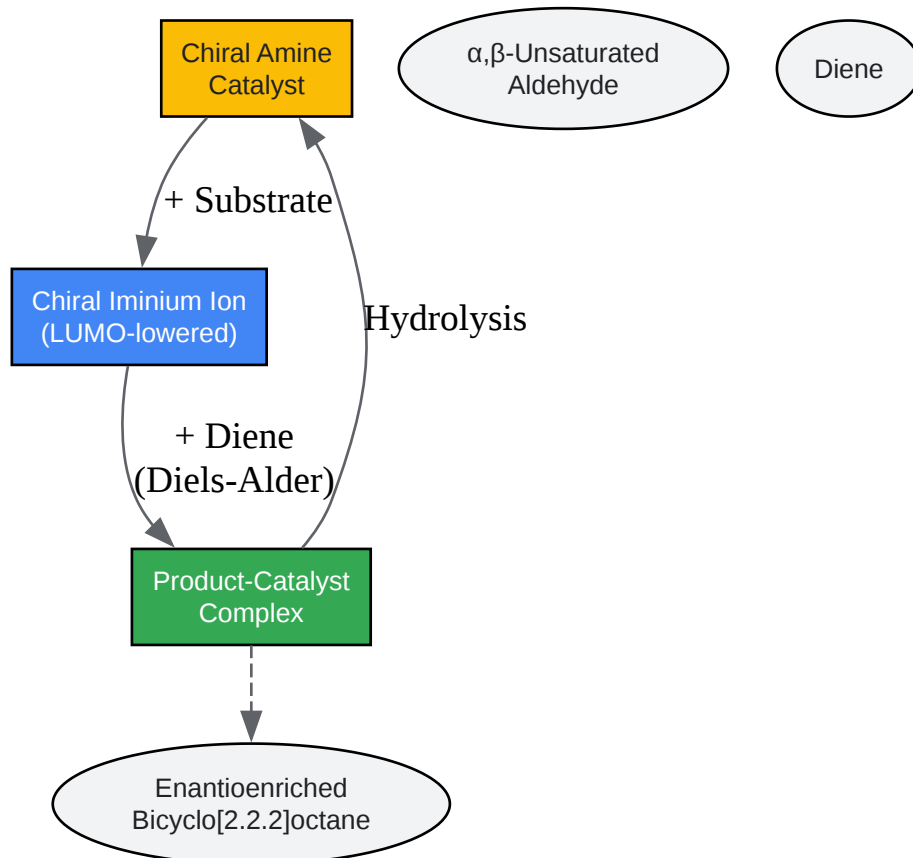 Chiral Amine
Catalyst
α,β-Unsaturated
Aldehyde
Diene
+ Substrate
Chiral Iminium Ion
(LUMO-lowered)
Hydrolysis
+ Diene
(Diels-Alder)
Product-Catalyst
Complex
Enantioenriched
Bicyclo[2.2.2]octane